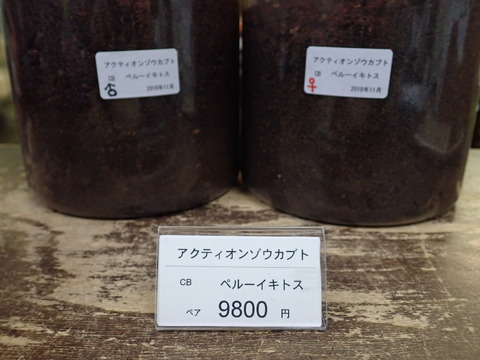 アクティオンゾウカブト
CB ペルーイキトス
♂ 2018年11月
アクティオンゾウカブト
CB ペルーイキトス
♀ 2018年11月
アクティオンゾウカブト
CB ペルーイキトス
ペア 9800 円